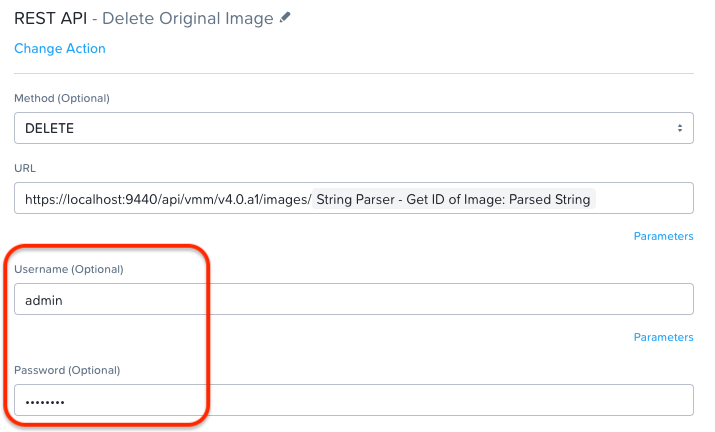 REST API - Delete Original Image
Change Action
Method (Optional)
DELETE
URL
https://localhost:9440/api/vmm/v4.0.a1/images/ String Parser - Get ID of Image: Parsed String
Parameters
Username (Optional)
admin
Parameters
Password (Optional)
••••••••